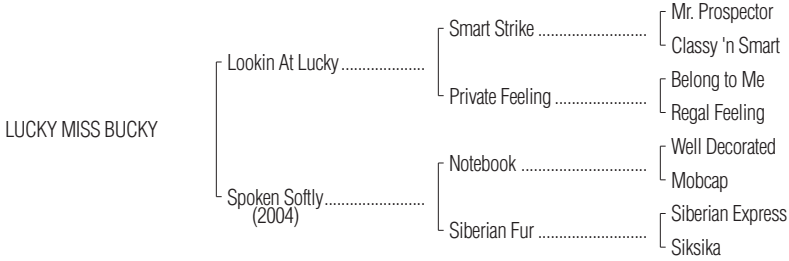 Mr. Prospector
Smart Strike ..........................
Classy 'n Smart
Lookin At Lucky ....................
Belong to Me
Private Feeling ......................
Regal Feeling
LUCKY MISS BUCKY
Well Decorated
Notebook ..............................
Mobcap
Spoken Softly ........................
(2004)
Siberian Express
Siberian Fur ..........................
Siksika